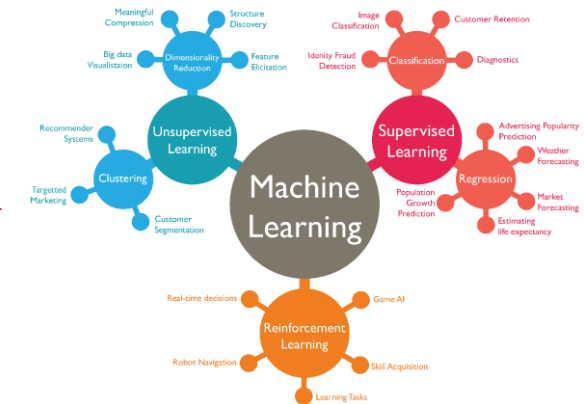 Meaningful
Compression
Structure
Discovery
Big data
Visualistaion
Dimensionality
Reduction
Feature
Elicitation
Unsupervised
Learning
Recommender
Systems
Clustering
Targetted
Marketing
Customer
Segmentation
Machine
Learning
Image
Classification
Customer Retention
Idenity Fraud
Detection
Classification
Diagnostics
Supervised
Learning
Advertising Popularity
Prediction
Weather
Forecasting
Regression
Population
Growth
Prediction
Market
Forecasting
Estimating
life expectancy
Real-time decisions
Game AI
Reinforcement
Learning
Robot Navigation
Skill Acquisition
Learning Tasks